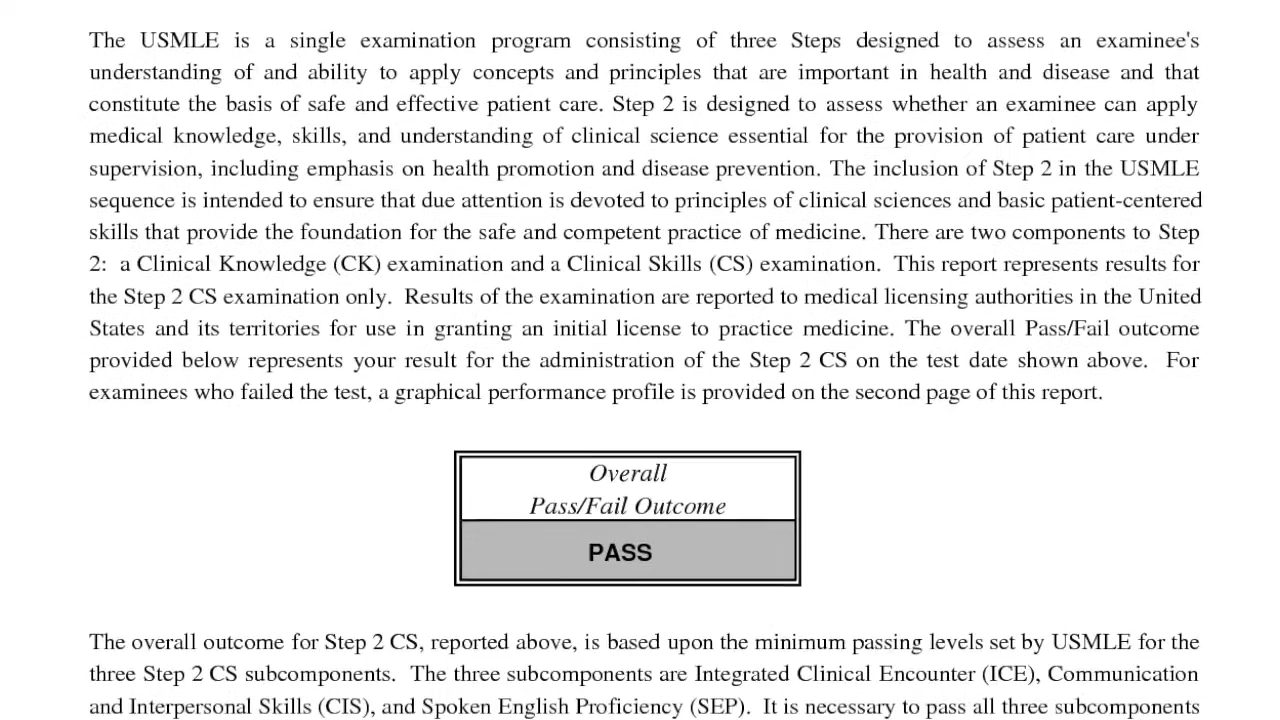 The USMLE is a single examination program consisting of three Steps designed to assess an examinee's
understanding of and ability to apply concepts and principles that are important in health and disease and that
constitute the basis of safe and effective patient care. Step 2 is designed to assess whether an examinee can apply
medical knowledge, skills, and understanding of clinical science essential for the provision of patient care under
supervision, including emphasis on health promotion and disease prevention. The inclusion of Step 2 in the USMLE
sequence is intended to ensure that due attention is devoted to principles of clinical sciences and basic patient-centered
skills that provide the foundation for the safe and competent practice of medicine. There are two components to Step
2:  a Clinical Knowledge (CK) examination and a Clinical Skills (CS) examination.  This report represents results for
the Step 2 CS examination only.  Results of the examination are reported to medical licensing authorities in the United
States and its territories for use in granting an initial license to practice medicine. The overall Pass/Fail outcome
provided below represents your result for the administration of the Step 2 CS on the test date shown above.  For
examinees who failed the test, a graphical performance profile is provided on the second page of this report.
Overall
Pass/Fail Outcome
PASS
The overall outcome for Step 2 CS, reported above, is based upon the minimum passing levels set by USMLE for the
three Step 2 CS subcomponents.  The three subcomponents are Integrated Clinical Encounter (ICE), Communication
and Interpersonal Skills (CIS), and Spoken English Proficiency (SEP).  It is necessary to pass all three subcomponents